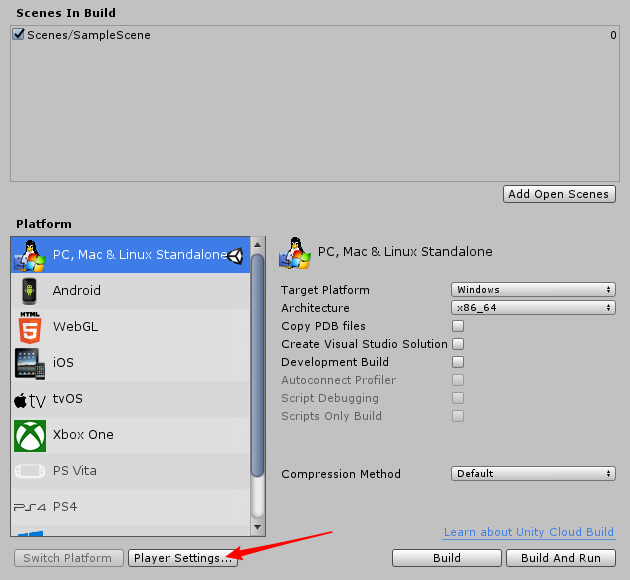 Scenes In Build
Scenes/SampleScene 0
Add Open Scenes
Platform
PC, Mac & Linux Standalone
Android
HTML
WebGL
iOS
tv
tvOS
Xbox One
PS Vita
PS4
PS4
PC, Mac & Linux Standalone
Target Platform Windows
Architecture x86_64
Copy PDB files
Create Visual Studio Solution
Development Build
Autoconnect Profiler
Script Debugging
Scripts Only Build
Compression Method Default
Learn about Unity Cloud Build
Switch Platform Player Settings... Build Build And Run